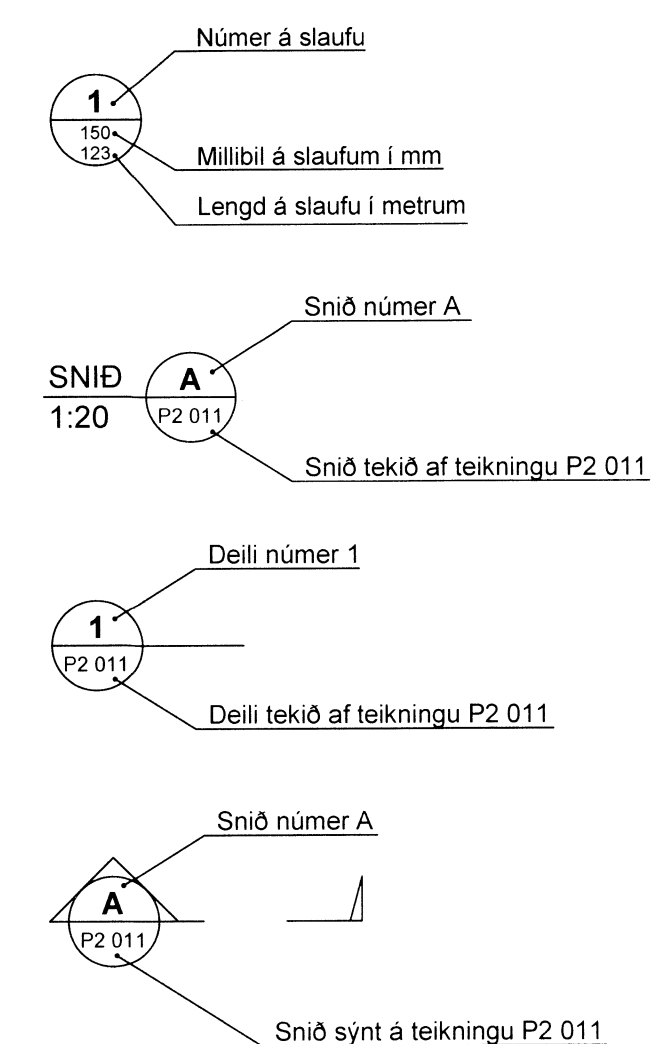 Númer á slaufu
1
150
123
Millibil á slaufum í mm
Lengd á slaufu í metrum
Snið númer A
SNIÐ
1:20
A
P2 011
Snið tekið af teikningu P2 011
Deili númer 1
1
P2 011
Deili tekið af teikningu P2 011
Snið númer A
A
P2 011
Snið sýnt á teikningu P2 011